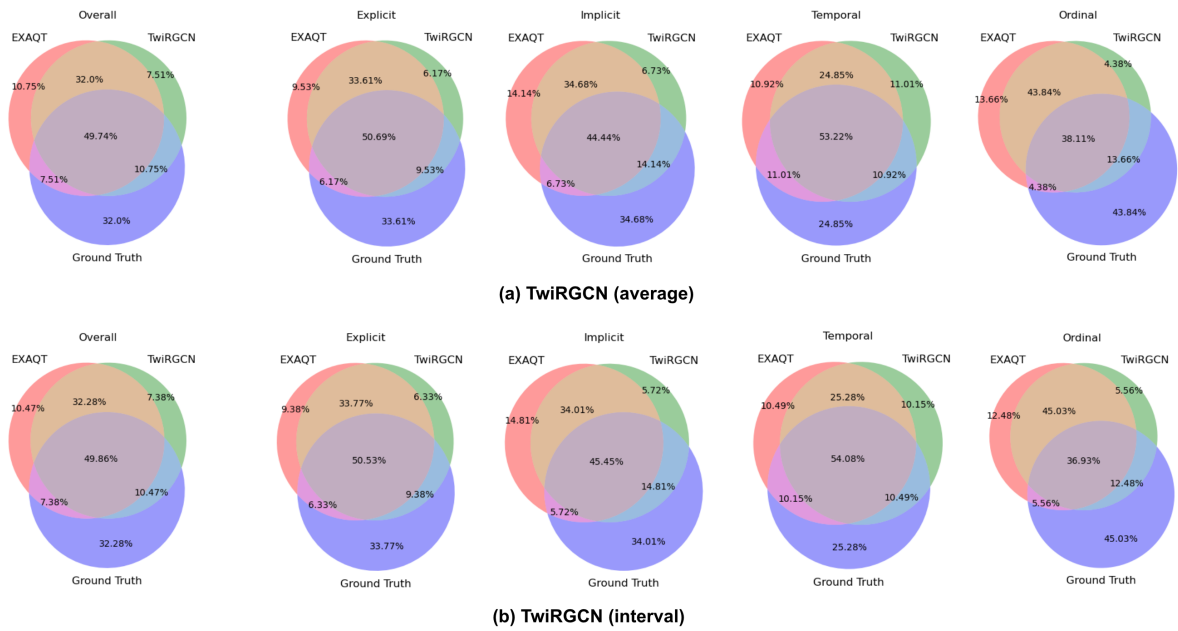 Overall
EXAQT
TwiRGCN
10.75%
32.0%
7.51%
49.74%
7.51%
10.75%
32.0%
Ground Truth
Explicit
EXAQT
TwiRGCN
9.53%
33.61%
6.17%
50.69%
6.17%
9.53%
33.61%
Ground Truth
Implicit
EXAQT
TwiRGCN
14.14%
34.68%
6.73%
44.44%
6.73%
14.14%
34.68%
Ground Truth
Temporal
EXAQT
TwiRGCN
10.92%
24.85%
11.01%
53.22%
11.01%
10.92%
24.85%
Ground Truth
Ordinal
EXAQT
TwiRGCN
13.66%
43.84%
4.38%
38.11%
4.38%
13.66%
43.84%
Ground Truth
(a) TwiRGCN (average)
Overall
EXAQT
TwiRGCN
10.47%
32.28%
7.38%
49.86%
7.38%
10.47%
32.28%
Ground Truth
Explicit
EXAQT
TwiRGCN
9.38%
33.77%
6.33%
50.53%
6.33%
9.38%
33.77%
Ground Truth
Implicit
EXAQT
TwiRGCN
14.81%
34.01%
5.72%
45.45%
5.72%
14.81%
34.01%
Ground Truth
Temporal
EXAQT
TwiRGCN
10.49%
25.28%
10.15%
54.08%
10.15%
10.49%
25.28%
Ground Truth
Ordinal
EXAQT
TwiRGCN
12.48%
45.03%
5.56%
36.93%
5.56%
12.48%
45.03%
Ground Truth
(b) TwiRGCN (interval)